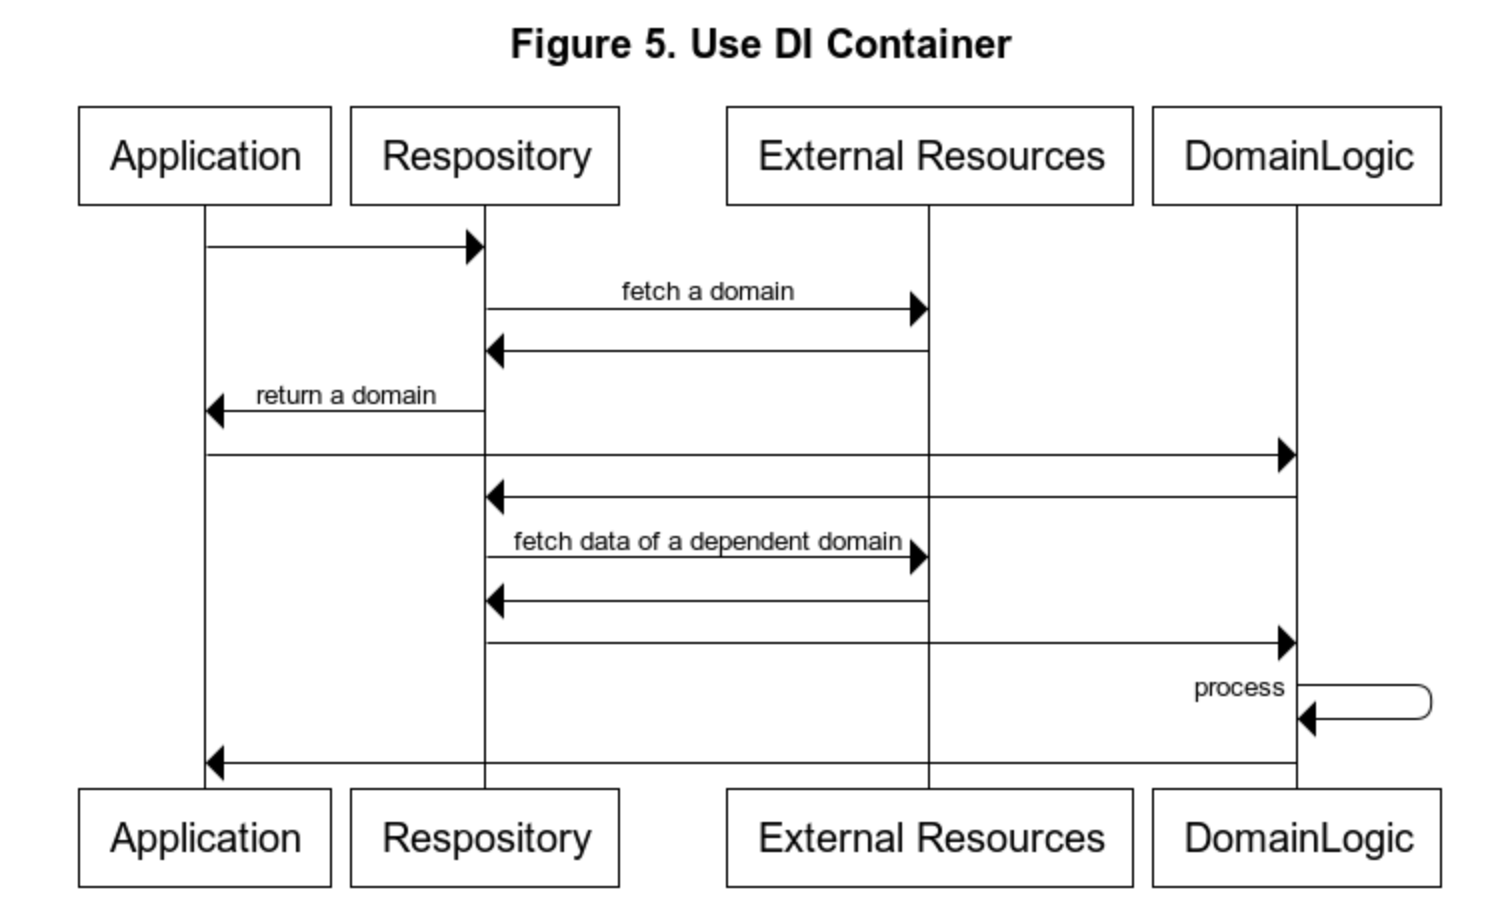 Figure 5. Use DI Container
Application
Respository
External Resources
DomainLogic
fetch a domain
return a domain
fetch data of a dependent domain
process
Application
Respository
External Resources
DomainLogic